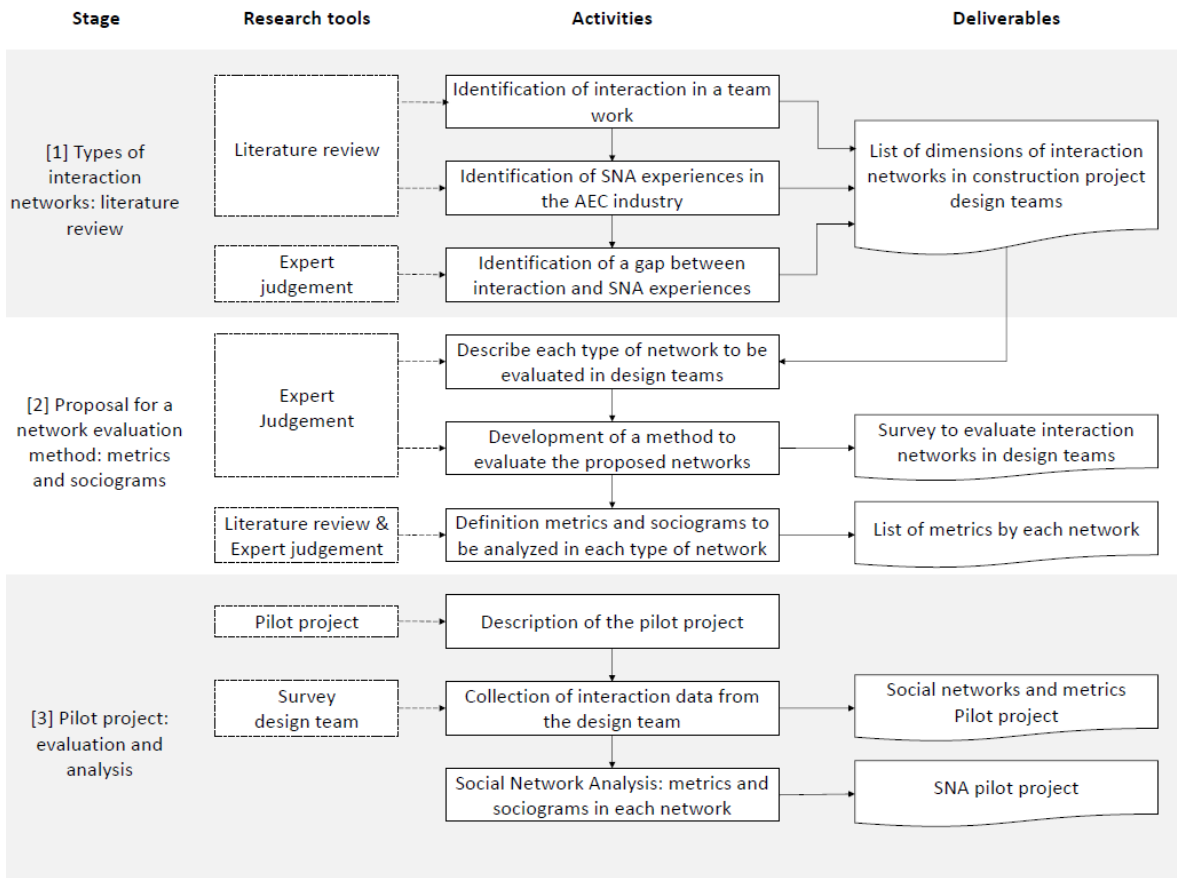 Stage
Research tools
Activities
Deliverables
[1] Types of
interaction
networks: literature
review
Literature review
Expert
judgement
Identification of interaction in a team
work
Identification of SNA experiences in
the AEC industry
Identification of a gap between
interaction and SNA experiences
List of dimensions of interaction
networks in construction project
design teams
[2] Proposal for a
network evaluation
method: metrics
and sociograms
Expert
Judgement
Literature review &
Expert judgement
Describe each type of network to be
evaluated in design teams
Development of a method to
evaluate the proposed networks
Definition metrics and sociograms to
be analyzed in each type of network
Survey to evaluate interaction
networks in design teams
List of metrics by each network
[3] Pilot project:
evaluation and
analysis
Pilot project
Survey
design team
Description of the pilot project
Collection of interaction data from
the design team
Social Network Analysis: metrics and
sociograms in each network
Social networks and metrics
Pilot project
SNA pilot project